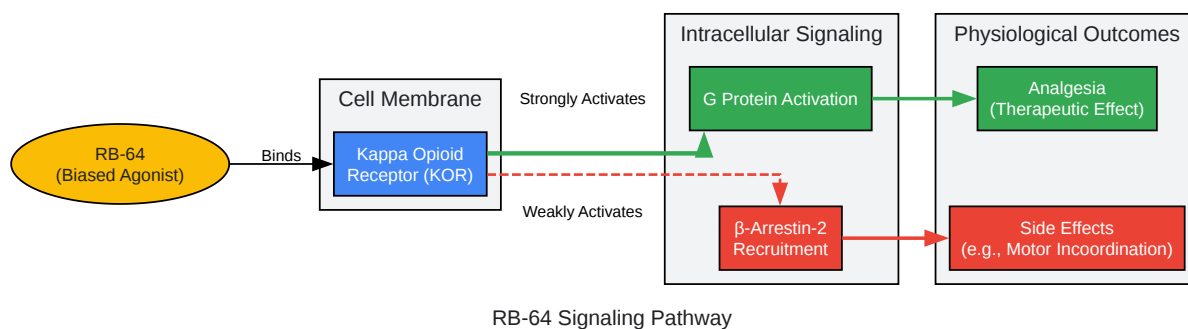 RB-64
(Biased Agonist)
Binds
Cell Membrane
Kappa Opioid
Receptor (KOR)
Strongly Activates
Weakly Activates
Intracellular Signaling
G Protein Activation
β-Arrestin-2
Recruitment
Physiological Outcomes
Analgesia
(Therapeutic Effect)
Side Effects
(e.g., Motor Incoordination)
RB-64 Signaling Pathway